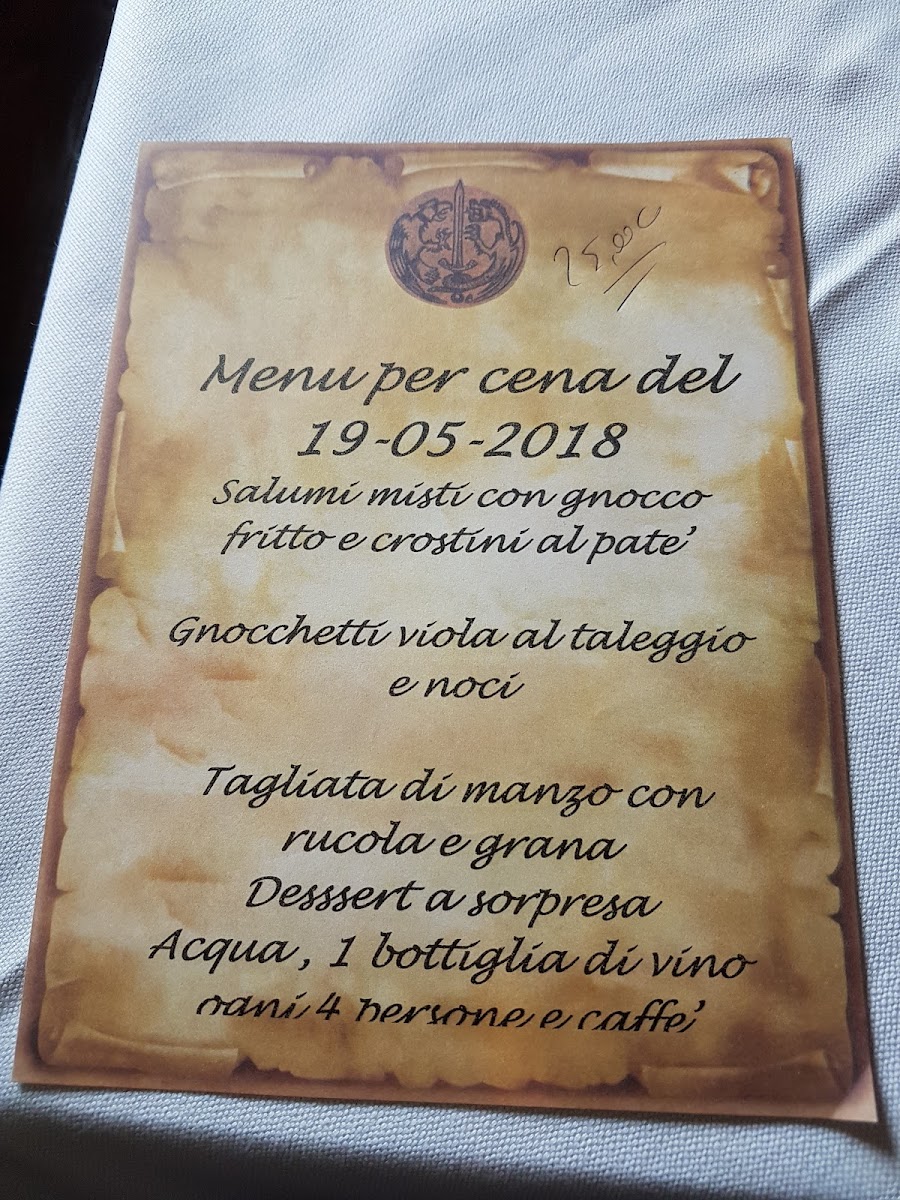 25,00€
Menu per cena del
19-05-2018
Salumi misti con gnocco
fritto e crostini al pate'
Gnocchetti viola al taleggio
e noci
Tagliata di manzo con
rucola e grana
Desssert a sorpresa
Acqua , 1 bottiglia di vino
ogni 4 persone e caffe'